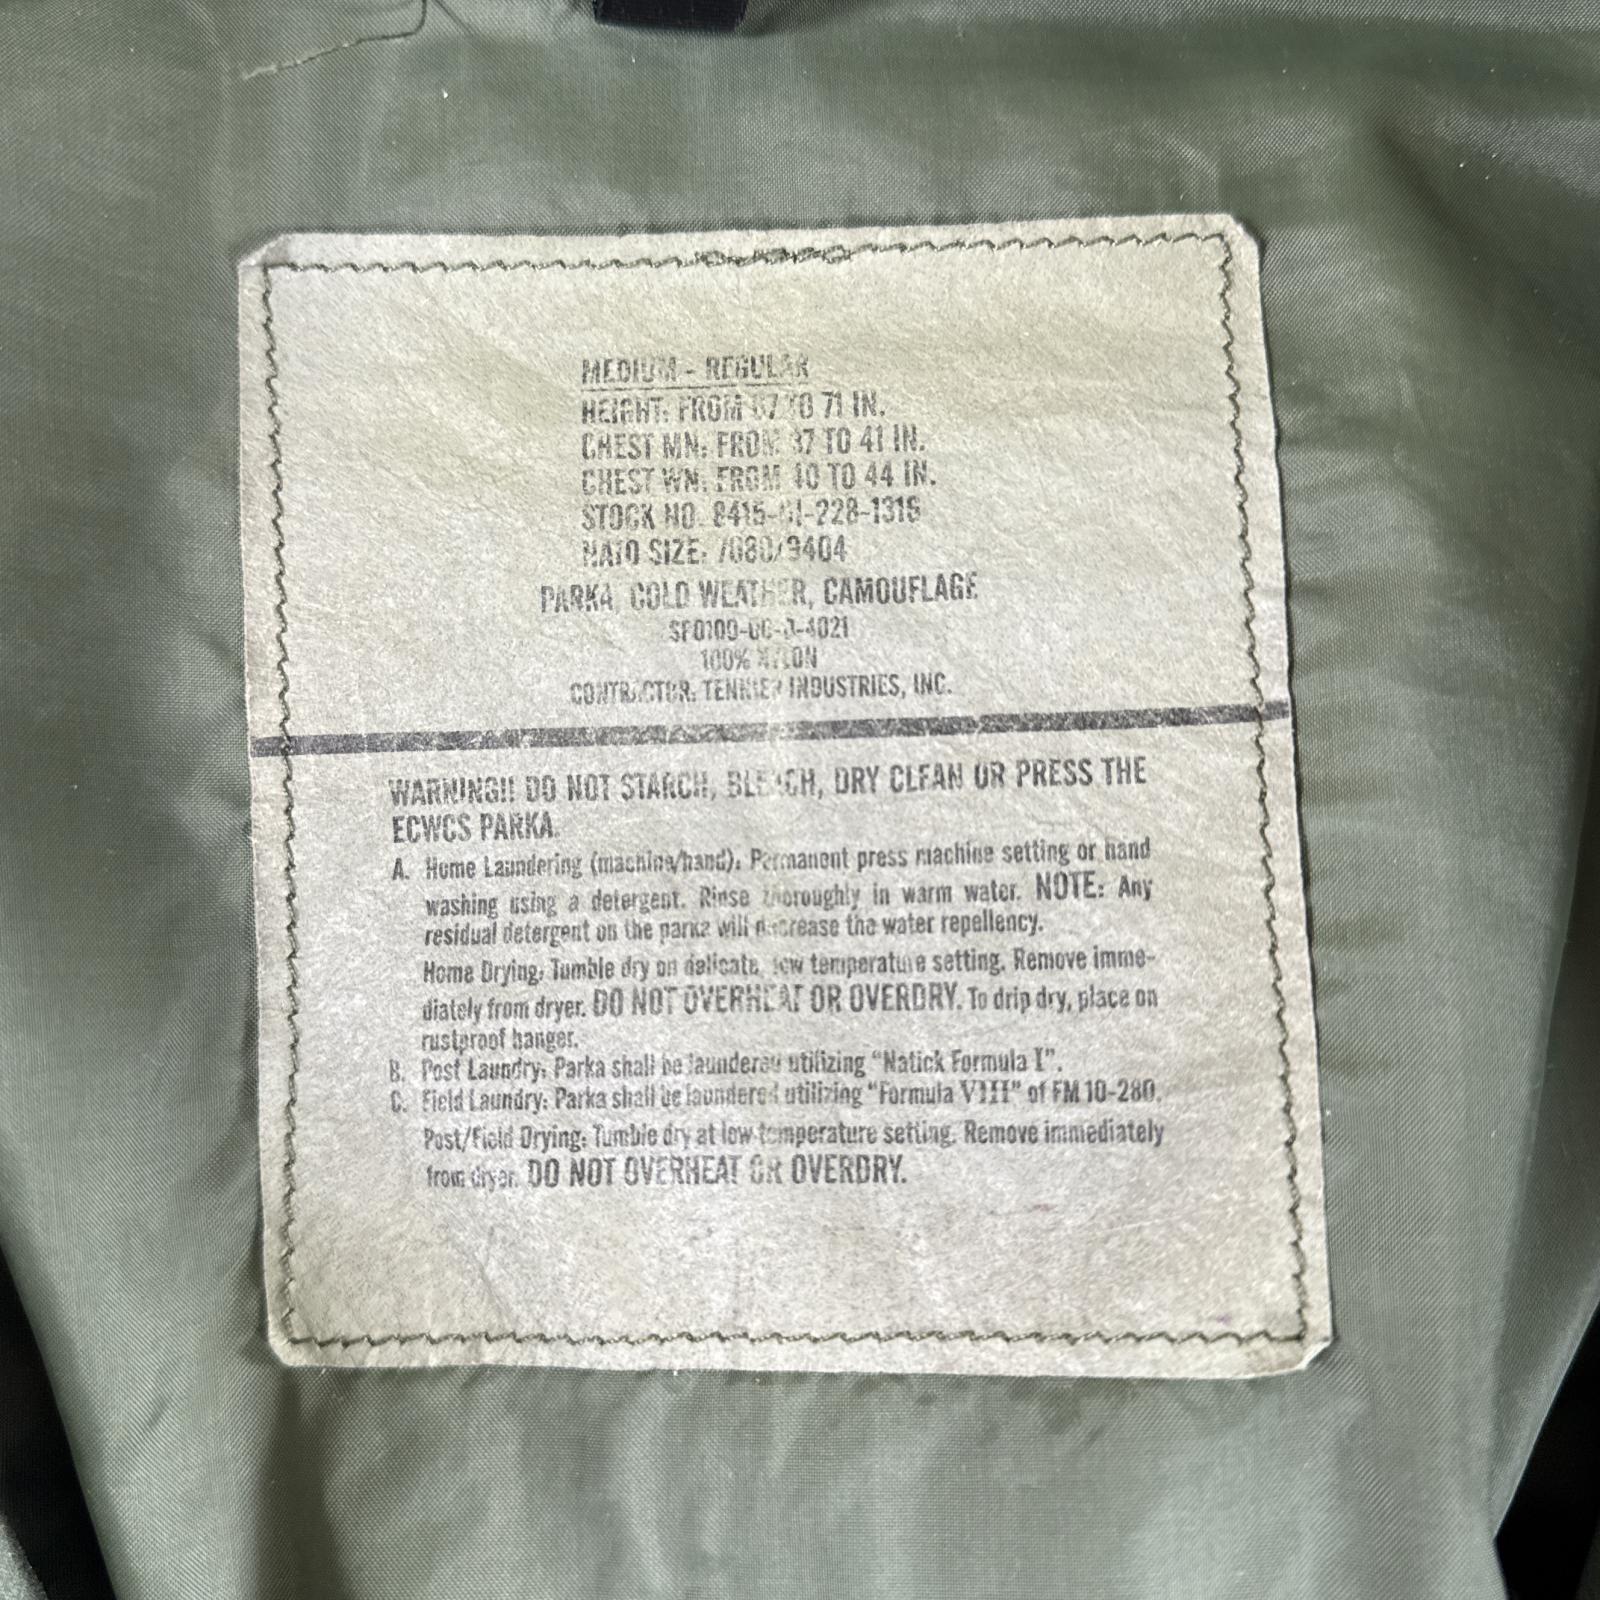 MEDIUM - REGULAR
HEIGHT: FROM 67 TO 71 IN.
CHEST MN: FROM 37 TO 41 IN.
CHEST WN: FROM 40 TO 44 IN.
STOCK NO. 8415-01-228-1316
NATO SIZE: 7080/9404
PARKA, COLD WEATHER, CAMOUFLAGE
100% NYLON
CONTRACTOR: TENNIER INDUSTRIES, INC.
WARNING!! DO NOT STARCH, BLEACH, DRY CLEAN OR PRESS THE
ECWCS PARKA.
A. Home Laundering (machine/hand): Permanent press machine setting or hand
washing using a detergent. Rinse thoroughly in warm water. NOTE: Any
residual detergent on the parka will decrease the water repellency.
Home Drying: Tumble dry on delicate, low temperature setting. Remove imme-
diately from dryer. DO NOT OVERHEAT OR OVERDRY. To drip dry, place on
rustproof hanger.
B. Post Laundry: Parka shall be laundered utilizing "Natick Formula I".
C. Field Laundry: Parka shall be laundered utilizing "Formula VIII" of FM 10-280.
Post/Field Drying: Tumble dry at low temperature setting. Remove immediately
from dryer. DO NOT OVERHEAT OR OVERDRY.